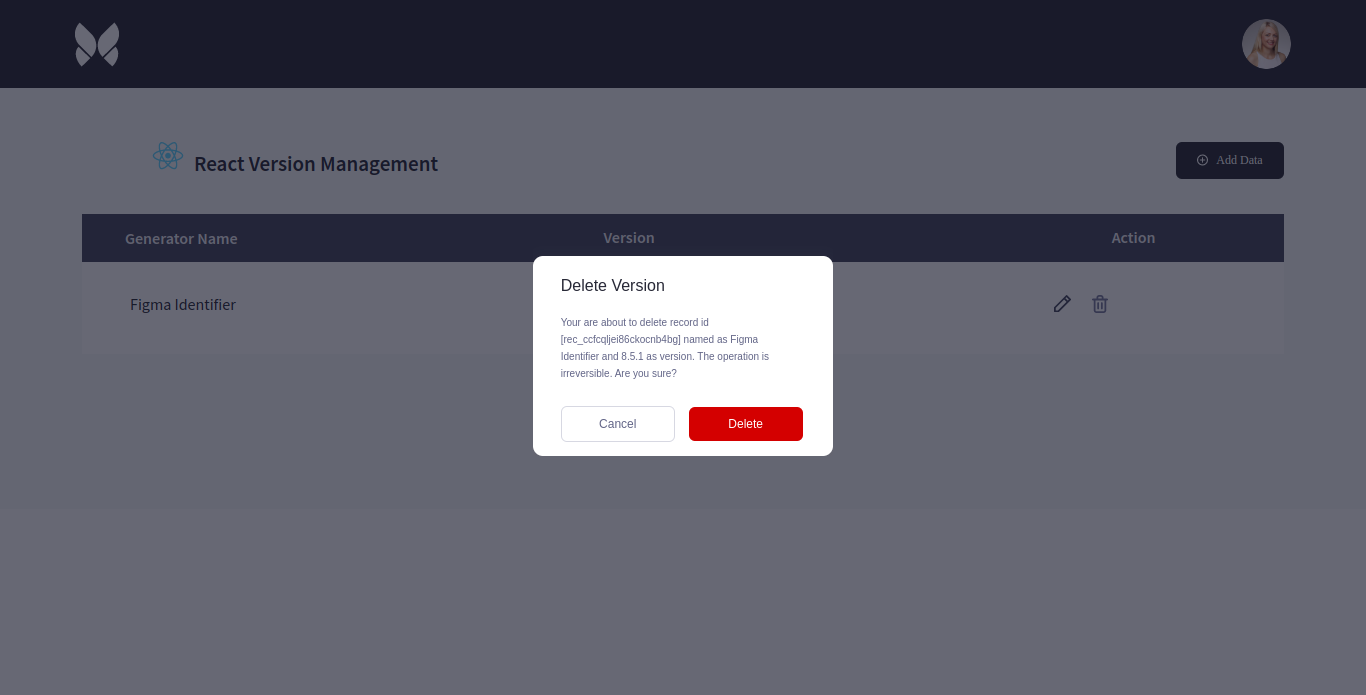 React Version Management
Add Data
Generator Name Version Action
Figma Identifier
Delete Version
Your are about to delete record id
[rec_ccfcqljei86ckocnb4bg] named as Figma
Identifier and 8.5.1 as version. The operation is
irreversible. Are you sure?
Cancel Delete